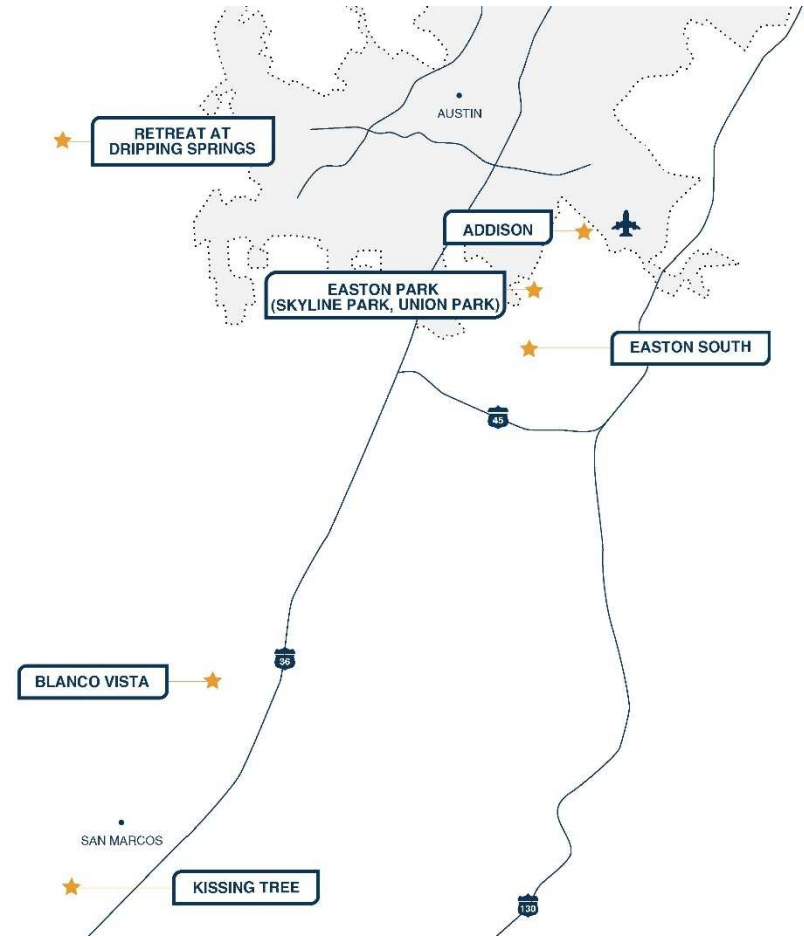 AUSTIN
RETREAT AT
DRIPPING SPRINGS
ADDISON
EASTON PARK
(SKYLINE PARK, UNION PARK)
EASTON SOUTH
45
36
BLANCO VISTA
SAN MARCOS
KISSING TREE
130